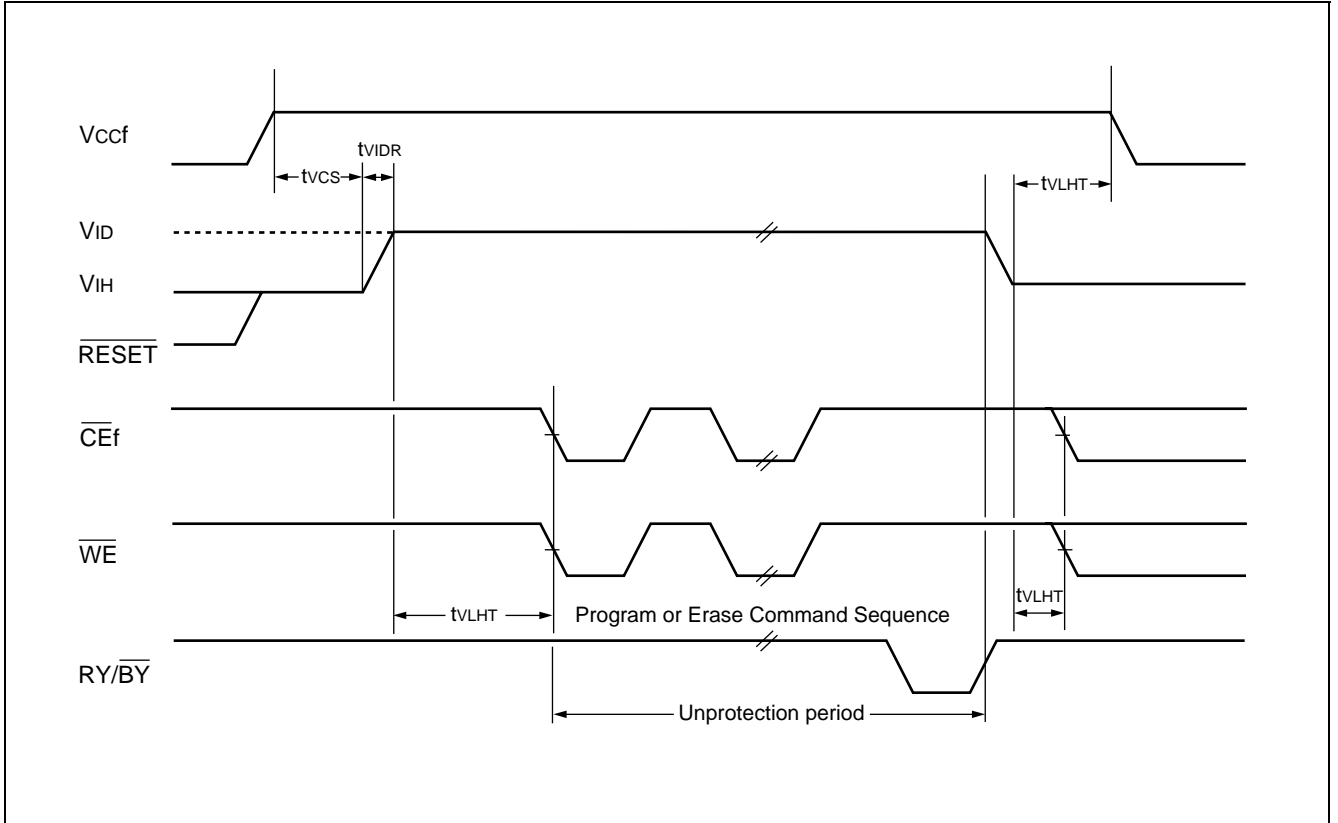 VCCf
tVIDR
tVCS
tVLHT
VID
VIH
RESET
CEf
WE
tVLHT
tVLHT
Program or Erase Command Sequence
RY/BY
Unprotection period